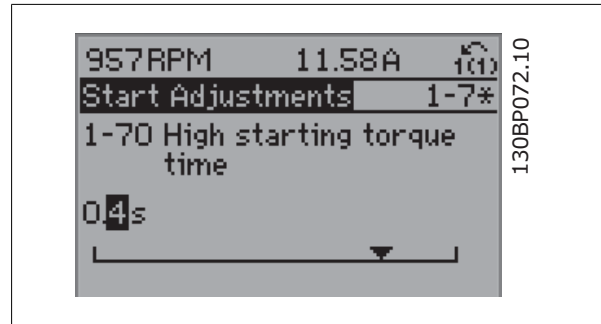 957RPM 11.58A 1(1)
Start Adjustments 1-7*
1-70 High starting torque
time
0.4s
130BP072.10